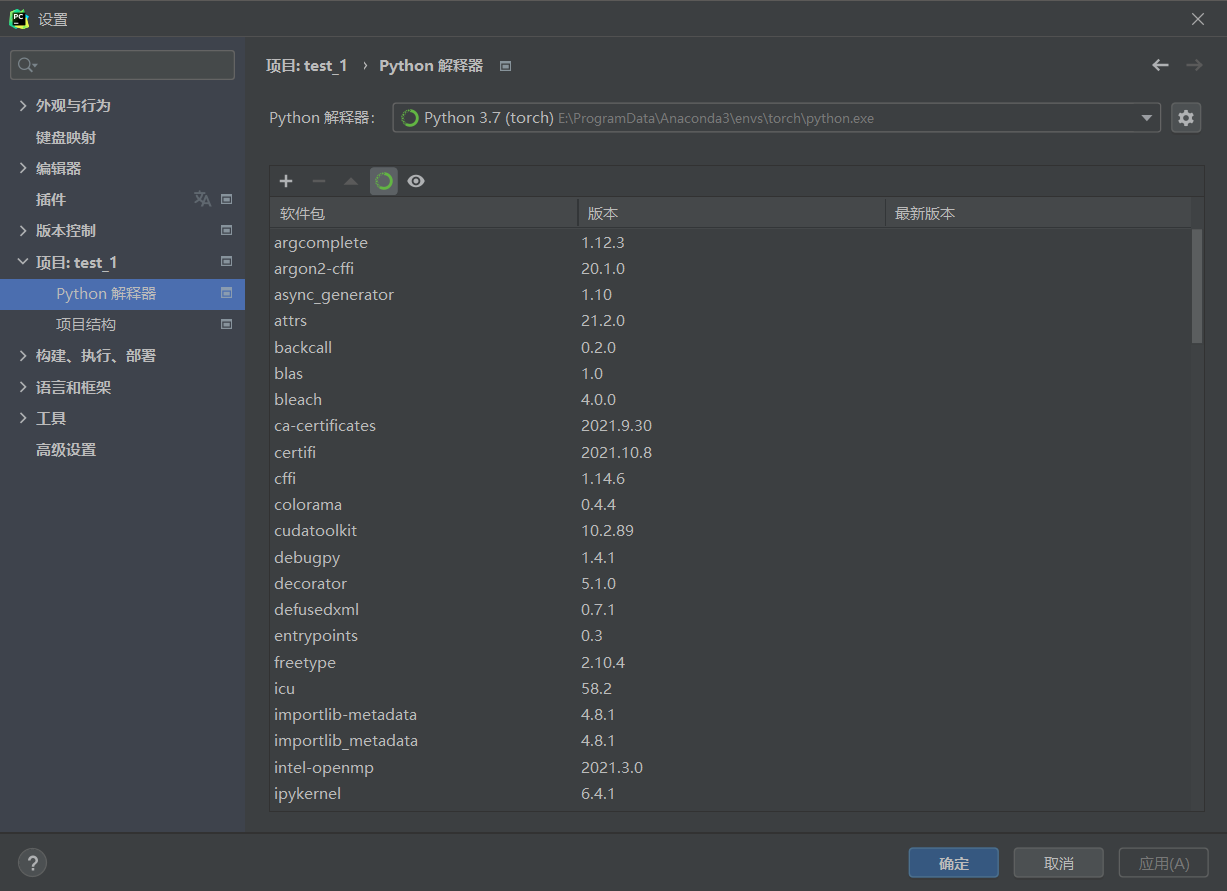 设置
外观与行为
键盘映射
编辑器
插件
版本控制
项目: test_1
Python 解释器
项目结构
构建、执行、部署
语言和框架
工具
高级设置
项目: test_1 › Python 解释器
Python 解释器: Python 3.7 (torch) E:\ProgramData\Anaconda3\envs\torch\python.exe
软件包 版本 最新版本
argcomplete 1.12.3
argon2-cffi 20.1.0
async_generator 1.10
attrs 21.2.0
backcall 0.2.0
blas 1.0
bleach 4.0.0
ca-certificates 2021.9.30
certifi 2021.10.8
cffi 1.14.6
colorama 0.4.4
cudatoolkit 10.2.89
debugpy 1.4.1
decorator 5.1.0
defusedxml 0.7.1
entrypoints 0.3
freetype 2.10.4
icu 58.2
importlib-metadata 4.8.1
importlib_metadata 4.8.1
intel-openmp 2021.3.0
ipykernel 6.4.1
? 确定 取消 应用(A)